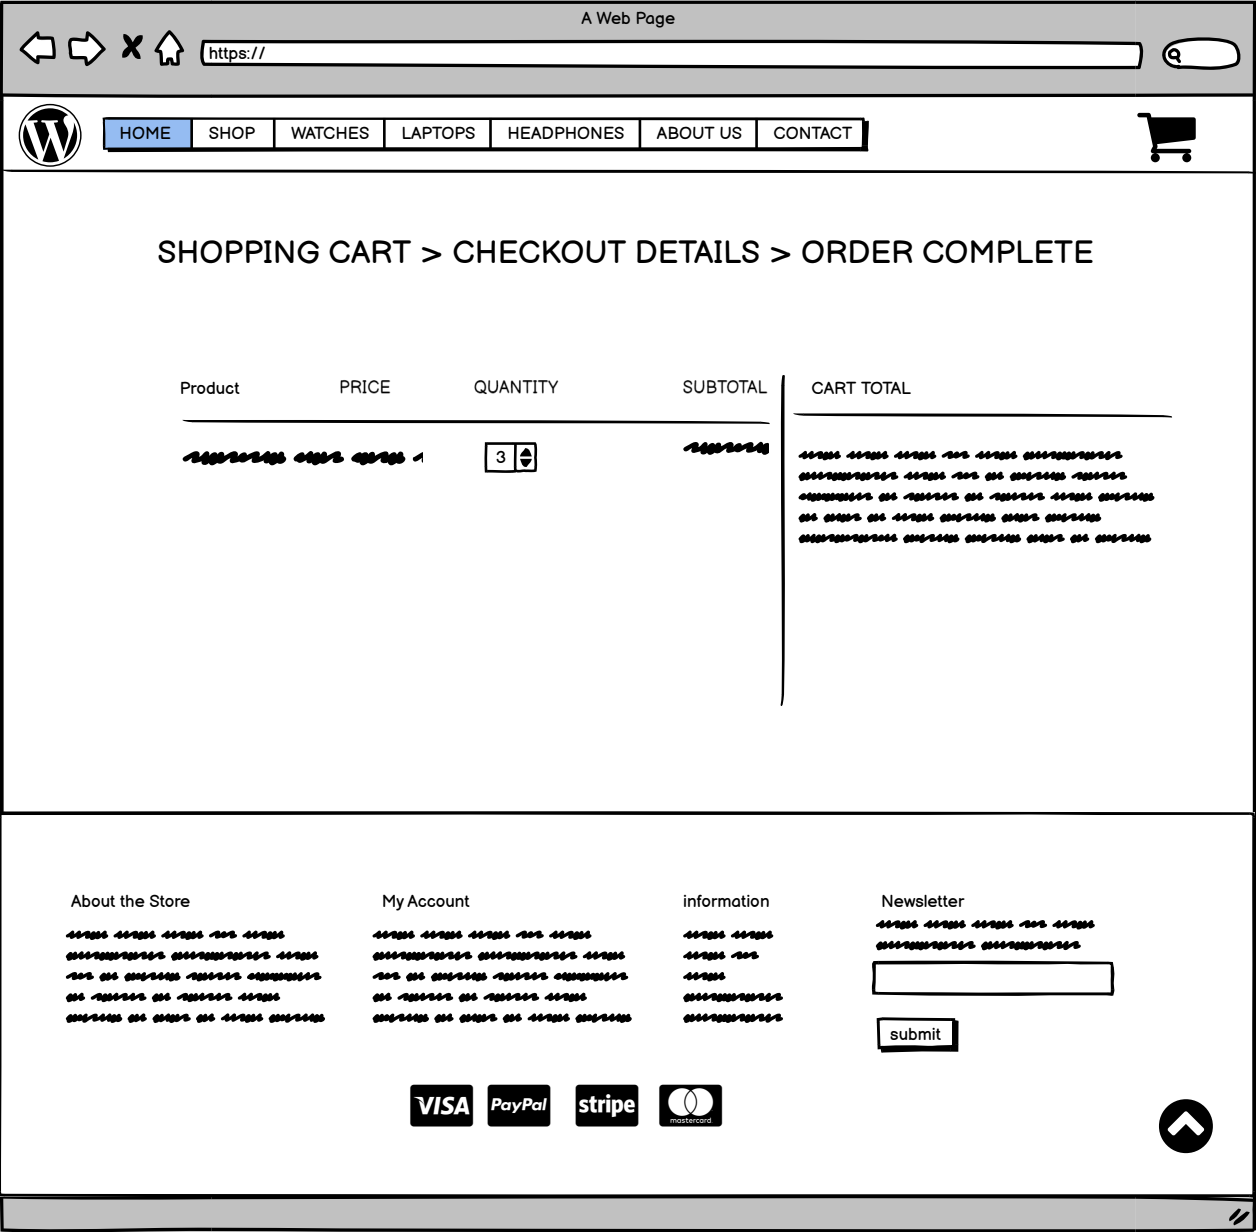 A Web Page
https://
HOME SHOP WATCHES LAPTOPS HEADPHONES ABOUT US CONTACT
SHOPPING CART > CHECKOUT DETAILS > ORDER COMPLETE
Product PRICE QUANTITY SUBTOTAL CART TOTAL
3
About the Store My Account information Newsletter
submit
VISA PayPal stripe mastercard